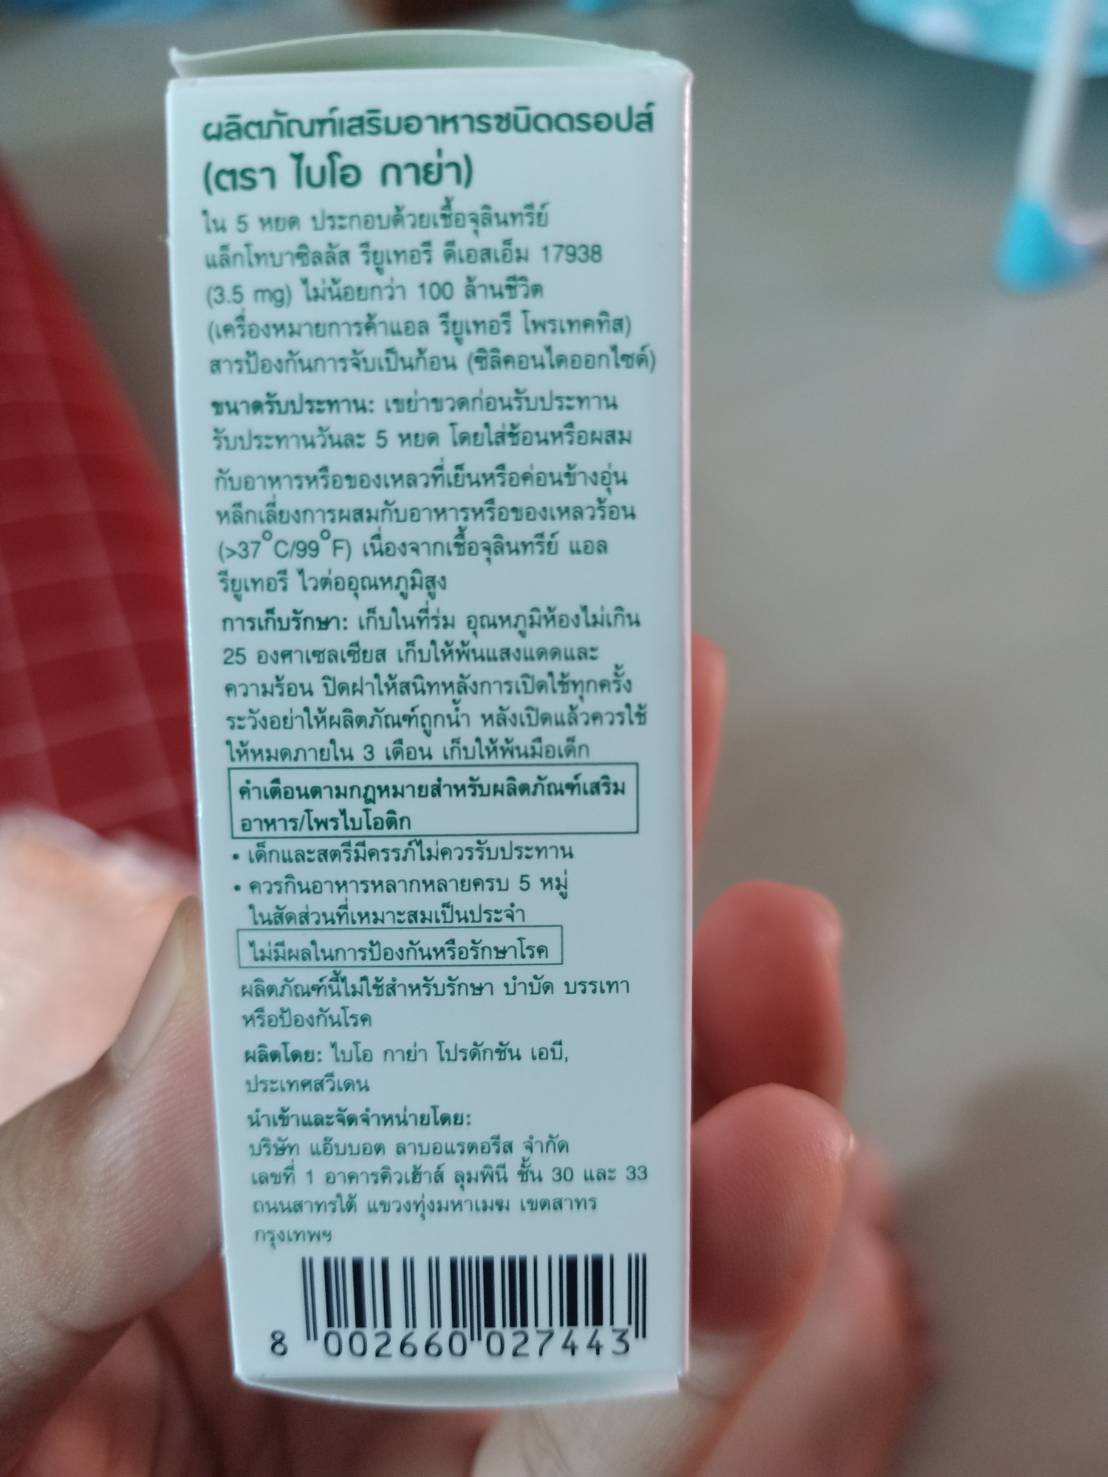 ผลิตภัณฑ์เสริมอาหารชนิดดรอปส์
(ตรา ไบโอ กาย่า)
ใน 5 หยด ประกอบด้วยเชื้อจุลินทรีย์
แล็กโทบาซิลลัส รียูเทอรี ดีเอสเอ็ม 17938
(3.5 mg) ไม่น้อยกว่า 100 ล้านชีวิต
(เครื่องหมายการค้าแอล รียูเทอรี โพรเทคทิส)
สารป้องกันการจับเป็นก้อน (ซิลิคอนไดออกไซด์)
ขนาดรับประทาน: เขย่าขวดก่อนรับประทาน
รับประทานวันละ 5 หยด โดยใส่ช้อนหรือผสม
กับอาหารหรือของเหลวที่เย็นหรือค่อนข้างอุ่น
หลีกเลี่ยงการผสมกับอาหารหรือของเหลวร้อน
(>37°C/99°F) เนื่องจากเชื้อจุลินทรีย์ แอล
รียูเทอรี ไวต่ออุณหภูมิสูง
การเก็บรักษา: เก็บในที่ร่ม อุณหภูมิห้องไม่เกิน
25 องศาเซลเซียส เก็บให้พ้นแสงแดดและ
ความร้อน ปิดฝาให้สนิทหลังการเปิดใช้ทุกครั้ง
ระวังอย่าให้ผลิตภัณฑ์ถูกน้ำ หลังเปิดแล้วควรใช้
ให้หมดภายใน 3 เดือน เก็บให้พ้นมือเด็ก
คำเตือนตามกฎหมายสำหรับผลิตภัณฑ์เสริม
อาหาร/โพรไบโอติก
• เด็กและสตรีมีครรภ์ไม่ควรรับประทาน
• ควรกินอาหารหลากหลายครบ 5 หมู่
ในสัดส่วนที่เหมาะสมเป็นประจำ
ไม่มีผลในการป้องกันหรือรักษาโรค
ผลิตภัณฑ์นี้ไม่ใช้สำหรับรักษา บำบัด บรรเทา
หรือป้องกันโรค
ผลิตโดย: ไบโอ กาย่า โปรดักชัน เอบี,
ประเทศสวีเดน
นำเข้าและจัดจำหน่ายโดย:
บริษัท แอ๊บบอต ลาบอแรตอรีส จำกัด
เลขที่ 1 อาคารคิวเฮ้าส์ ลุมพินี ชั้น 30 และ 33
ถนนสาทรใต้ แขวงทุ่งมหาเมฆ เขตสาทร
กรุงเทพฯ
8 002660 027443